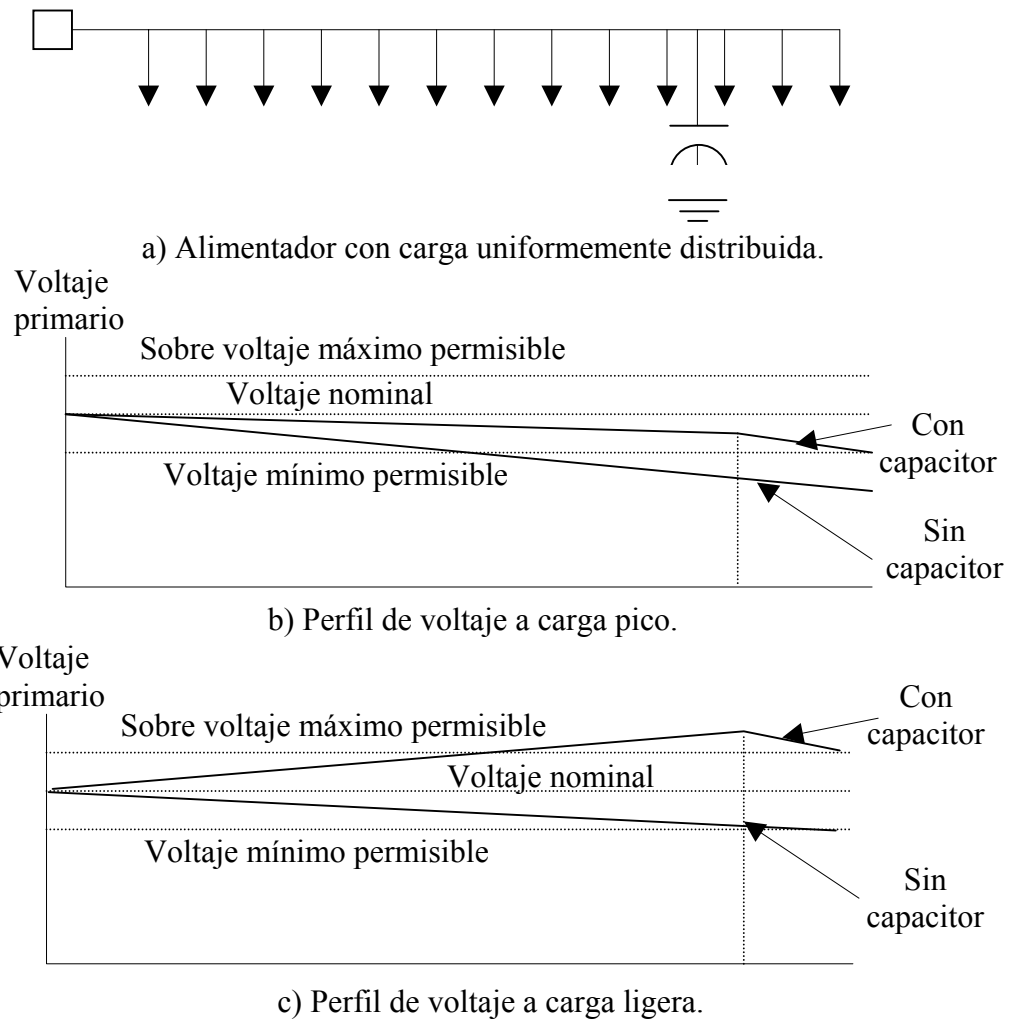 a) Alimentador con carga uniformemente distribuida.
Voltaje
primario
Sobre voltaje máximo permisible
Voltaje nominal
Voltaje mínimo permisible
Con
capacitor
Sin
capacitor
b) Perfil de voltaje a carga pico.
Voltaje
primario
Sobre voltaje máximo permisible
Voltaje nominal
Voltaje mínimo permisible
Con
capacitor
Sin
capacitor
c) Perfil de voltaje a carga ligera.